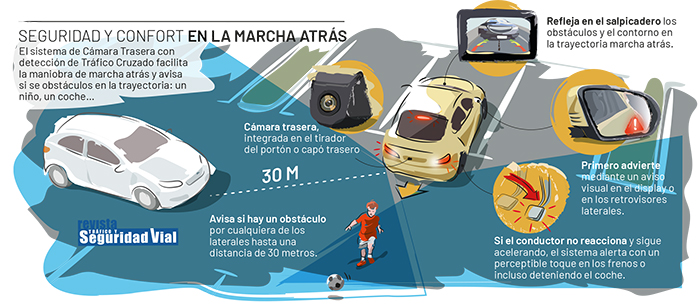 SEGURIDAD Y CONFORT EN LA MARCHA ATRÁS
El sistema de Cámara Trasera con
detección de Tráfico Cruzado facilita
la maniobra de marcha atrás y avisa
si se obstáculos en la trayectoria: un
niño, un coche...
Refleja en el salpicadero los
obstáculos y el contorno en
la trayectoria marcha atrás.
Cámara trasera,
integrada en el tirador
del portón o capó trasero
30 M
Primero advierte
mediante un aviso
visual en el display o
en los retrovisores
laterales.
Avisa si hay un obstáculo
por cualquiera de los
laterales hasta una
distancia de 30 metros.
Si el conductor no reacciona y sigue
acelerando, el sistema alerta con un
perceptible toque en los frenos o
incluso deteniendo el coche.
revista
Seguridad Vial